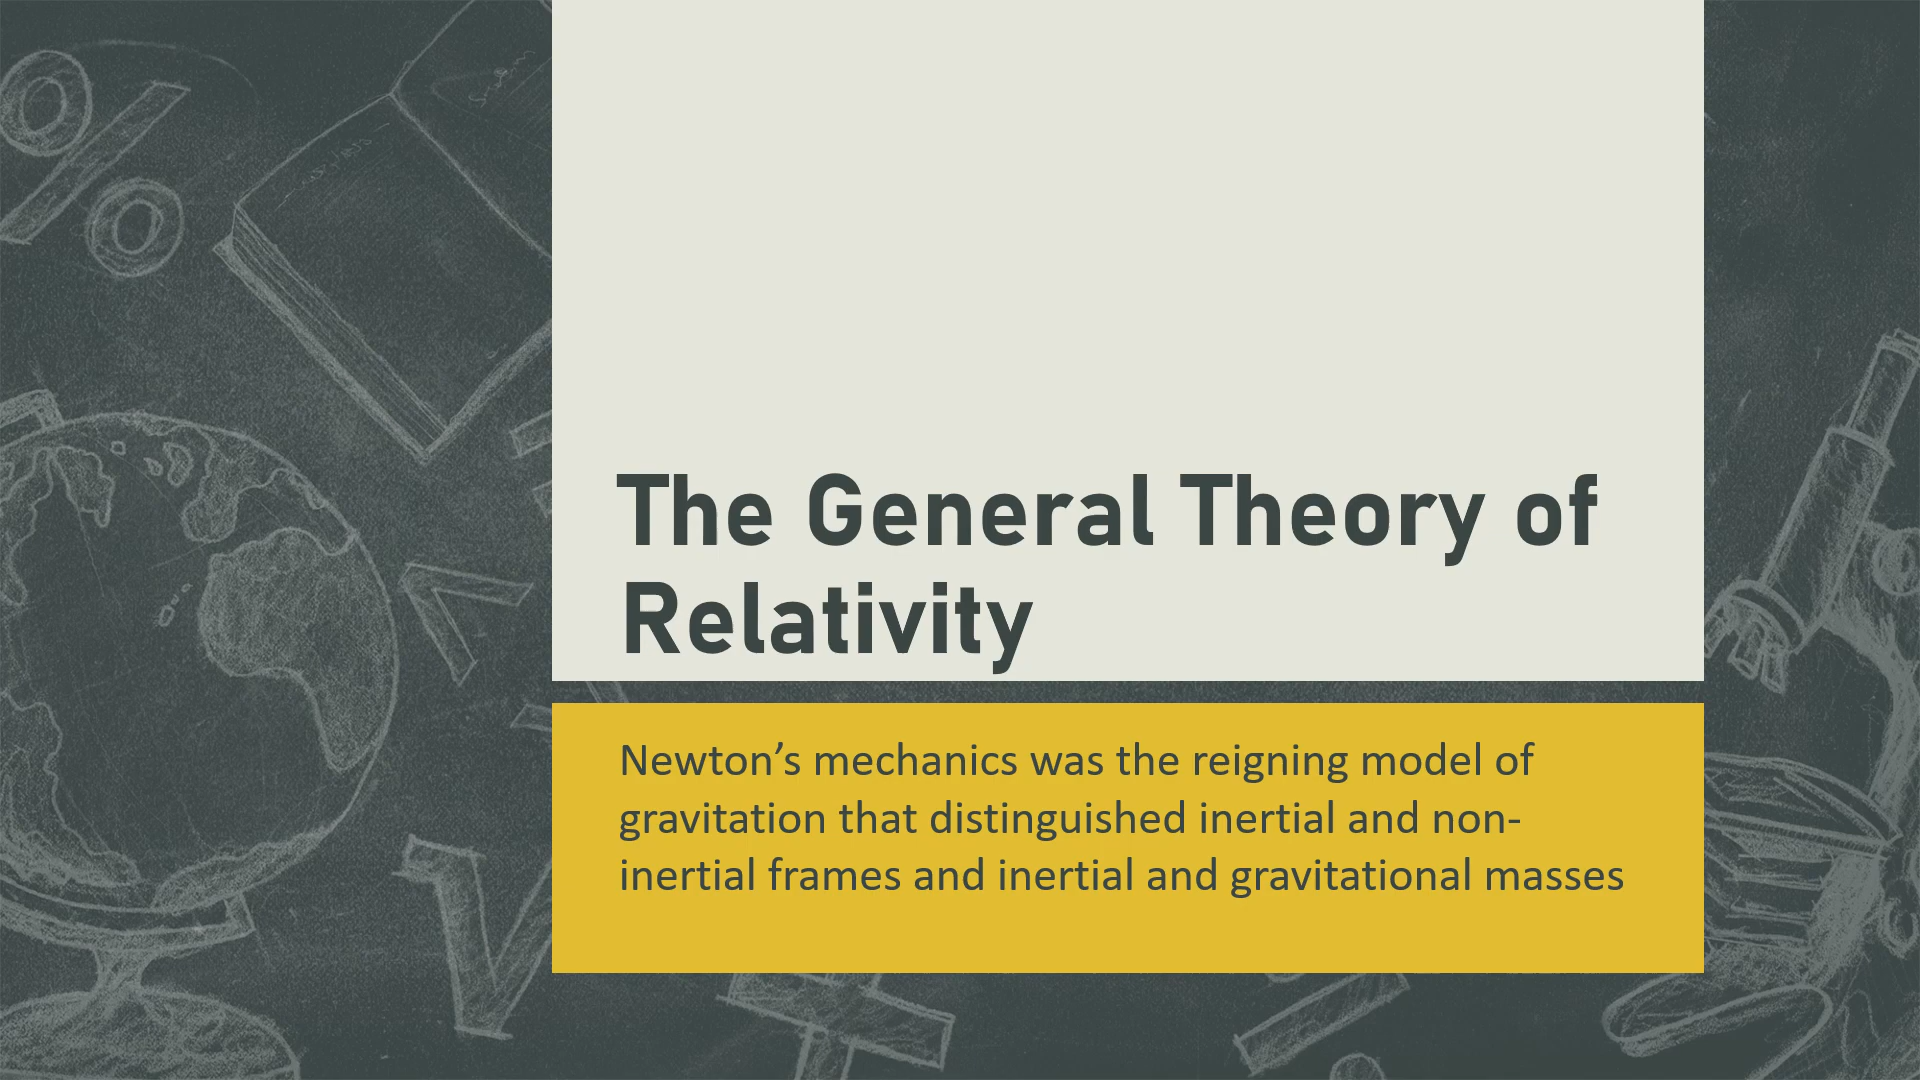 The General Theory of
Relativity
Newton’s mechanics was the reigning model of
gravitation that distinguished inertial and non-
inertial frames and inertial and gravitational masses